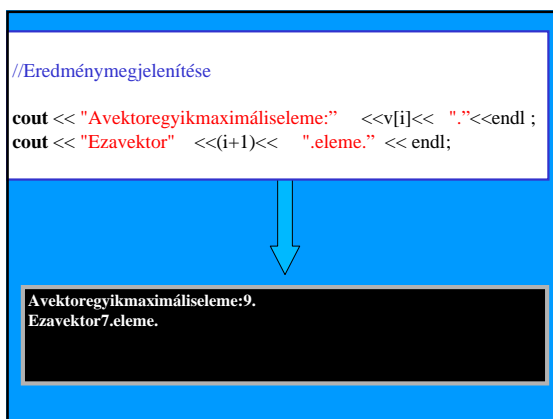 //Eredménymegjelenítése
cout << "Avektoregyikmaximáliseleme:” <<v[i]<< "."<<endl ;
cout << "Ezavektor" <<(i+1)<< ".eleme.” << endl;
Avektoregyikmaximáliseleme:9.
Ezavektor7.eleme.